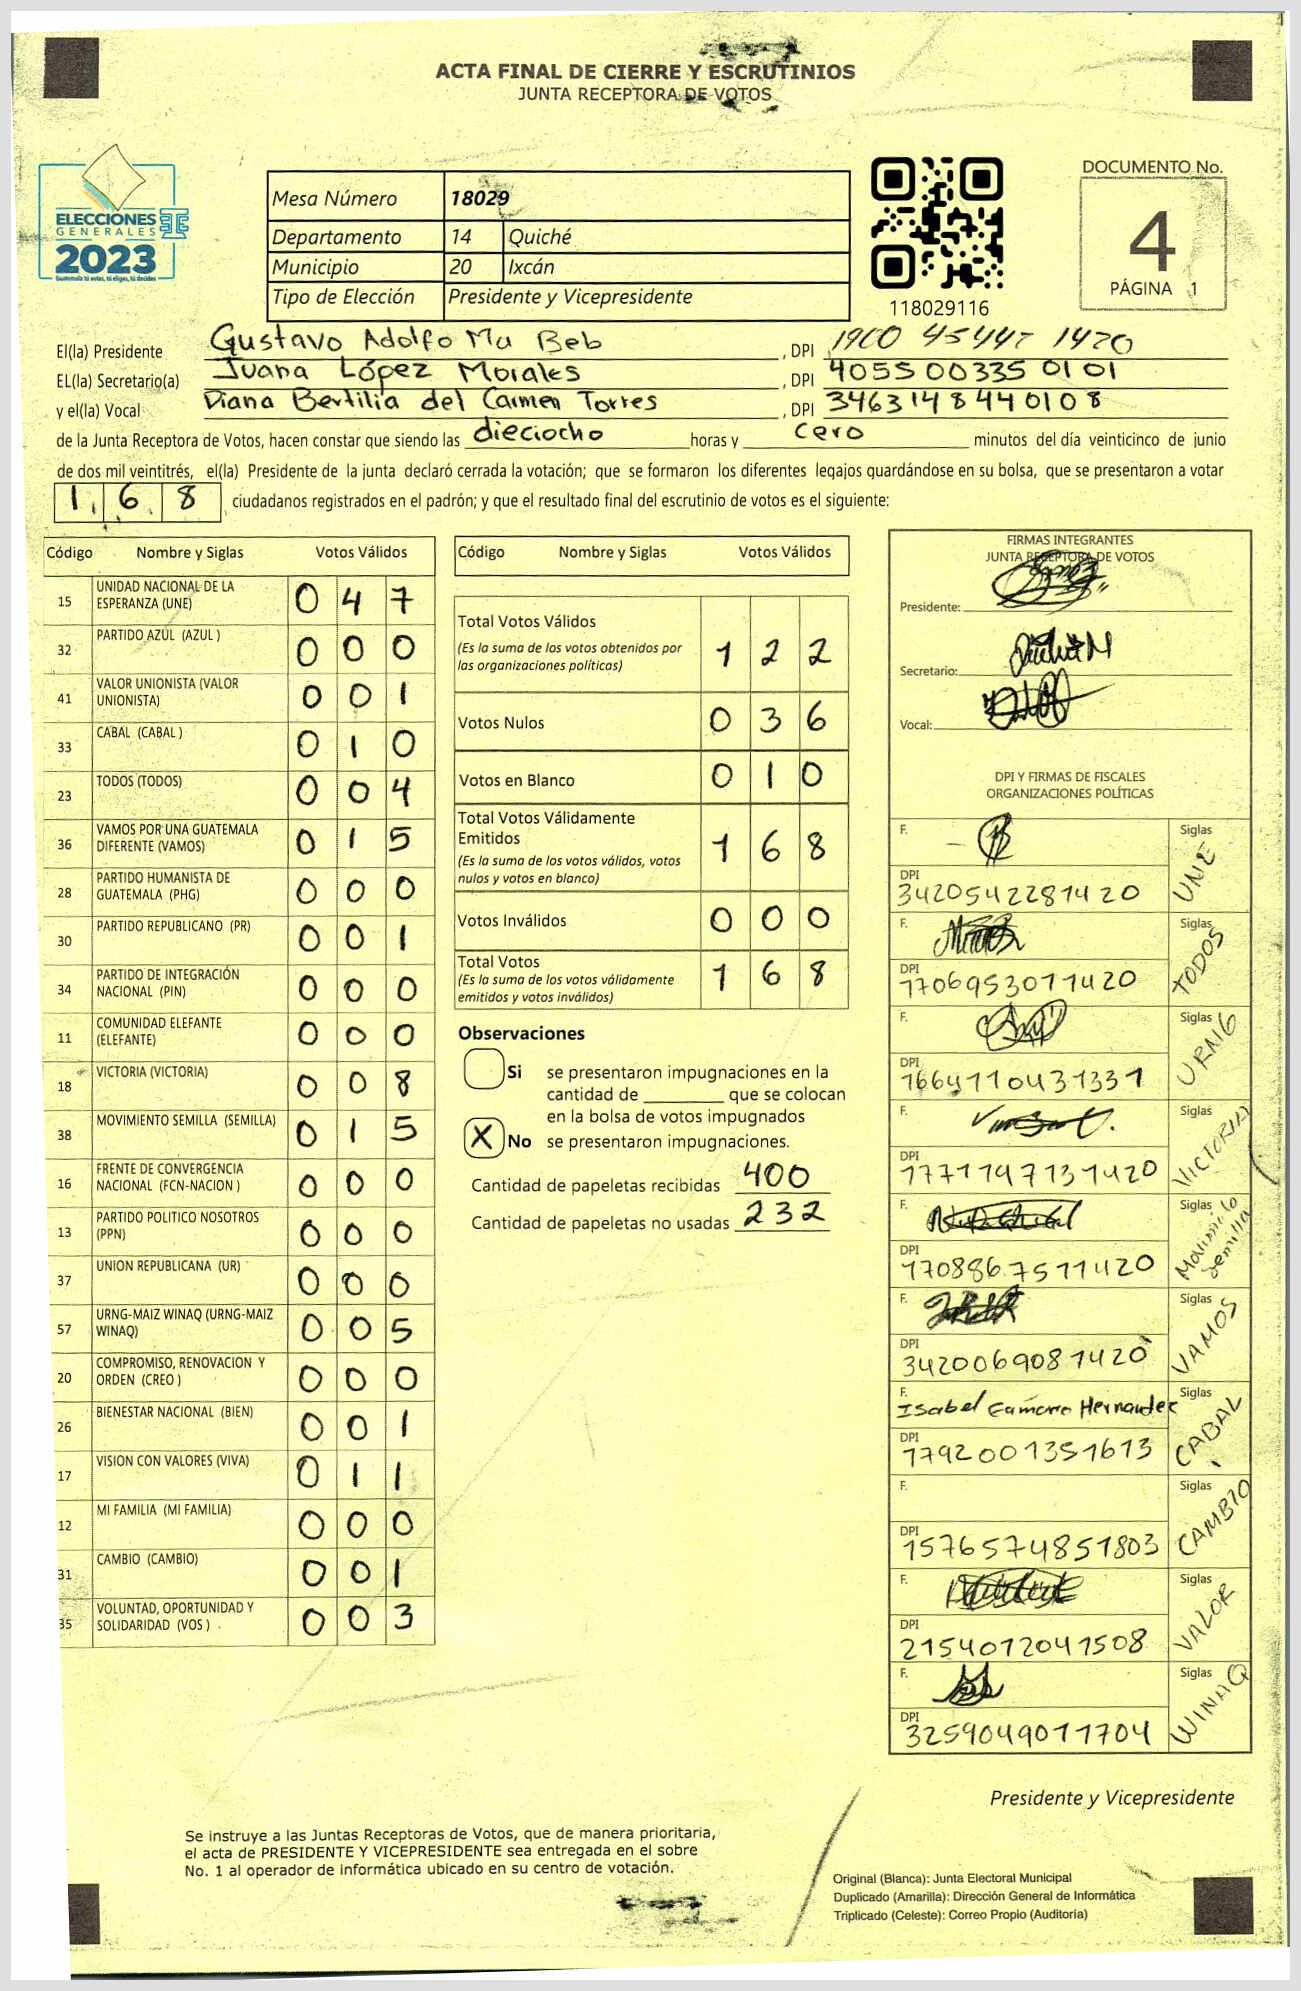 ACTA FINAL DE CIERRE Y ESCRUTINIOS
JUNTA RECEPTORA DE VOTOS
ELECCIONES
GENERALES
2023
Guatemala tú votas, tú eliges, tú decides
Mesa Número 18029
Departamento 14 Quiché
Municipio 20 Ixcán
Tipo de Elección Presidente y Vicepresidente
118029116
DOCUMENTO No.
4
PÁGINA 1
El(la) Presidente Gustavo Adolfo Mu Beb, DPI 1960 45447 1420
EL(la) Secretario(a) Juana López Morales, DPI 4055 00335 0101
y el(la) Vocal Diana Bertilia del Carmen Torres, DPI 3463148440108
de la Junta Receptora de Votos, hacen constar que siendo las dieciocho horas y cero minutos del día veinticinco de junio
de dos mil veintitrés, el(la) Presidente de la junta declaró cerrada la votación; que se formaron los diferentes legajos guardándose en su bolsa, que se presentaron a votar
1 6 8 ciudadanos registrados en el padrón; y que el resultado final del escrutinio de votos es el siguiente:
Código Nombre y Siglas Votos Válidos
15 UNIDAD NACIONAL DE LA ESPERANZA (UNE) 0 4 7
32 PARTIDO AZUL (AZUL ) 0 0 0
41 VALOR UNIONISTA (VALOR UNIONISTA) 0 0 1
33 CABAL (CABAL ) 0 1 0
23 TODOS (TODOS) 0 0 4
36 VAMOS POR UNA GUATEMALA DIFERENTE (VAMOS) 0 1 5
28 PARTIDO HUMANISTA DE GUATEMALA (PHG) 0 0 0
30 PARTIDO REPUBLICANO (PR) 0 0 1
34 PARTIDO DE INTEGRACIÓN NACIONAL (PIN) 0 0 0
11 COMUNIDAD ELEFANTE (ELEFANTE) 0 0 0
18 VICTORIA (VICTORIA) 0 0 8
38 MOVIMIENTO SEMILLA (SEMILLA) 0 1 5
16 FRENTE DE CONVERGENCIA NACIONAL (FCN-NACION ) 0 0 0
13 PARTIDO POLITICO NOSOTROS (PPN) 0 0 0
37 UNION REPUBLICANA (UR) 0 0 0
57 URNG-MAIZ WINAQ (URNG-MAIZ WINAQ) 0 0 5
20 COMPROMISO, RENOVACION Y ORDEN (CREO ) 0 0 0
26 BIENESTAR NACIONAL (BIEN) 0 0 1
17 VISION CON VALORES (VIVA) 0 1 1
12 MI FAMILIA (MI FAMILIA) 0 0 0
31 CAMBIO (CAMBIO) 0 0 1
35 VOLUNTAD, OPORTUNIDAD Y SOLIDARIDAD (VOS ) 0 0 3
Código Nombre y Siglas Votos Válidos
Total Votos Válidos 1 2 2
(Es la suma de los votos obtenidos por
las organizaciones políticas)
Votos Nulos 0 3 6
Votos en Blanco 0 1 0
Total Votos Válidamente
Emitidos 1 6 8
(Es la suma de los votos válidos, votos
nulos y votos en blanco)
Votos Inválidos 0 0 0
Total Votos 1 6 8
(Es la suma de los votos válidamente
emitidos y votos inválidos)
Observaciones
Si se presentaron impugnaciones en la
cantidad de ________ que se colocan
en la bolsa de votos impugnados
X No se presentaron impugnaciones.
Cantidad de papeletas recibidas 400
Cantidad de papeletas no usadas 232
FIRMAS INTEGRANTES
JUNTA RECEPTORA DE VOTOS
Presidente:
Secretario:
Vocal:
DPI Y FIRMAS DE FISCALES
ORGANIZACIONES POLÍTICAS
F. Siglas UNE
DPI 3420542281420
F. Siglas TODOS
DPI 1706953011420
F. Siglas URNG
DPI 1664110431331
F. Siglas VICTORIA
DPI 1771197131420
F. Siglas Movimito Semilla
DPI 1708867511420
F. Siglas VAMOS
DPI 3420069081420
F. Isabel Hernandez Siglas CABAL
DPI 1792001351613
F. Siglas CAMBIO
DPI 1576574851803
F. Siglas VALOR
DPI 2154012041508
F. Siglas WINAQ
DPI 3259049011704
Presidente y Vicepresidente
Se instruye a las Juntas Receptoras de Votos, que de manera prioritaria,
el acta de PRESIDENTE Y VICEPRESIDENTE sea entregada en el sobre
No. 1 al operador de informática ubicado en su centro de votación.
Original (Blanca): Junta Electoral Municipal
Duplicado (Amarilla): Dirección General de Informática
Triplicado (Celeste): Correo Propio (Auditoría)